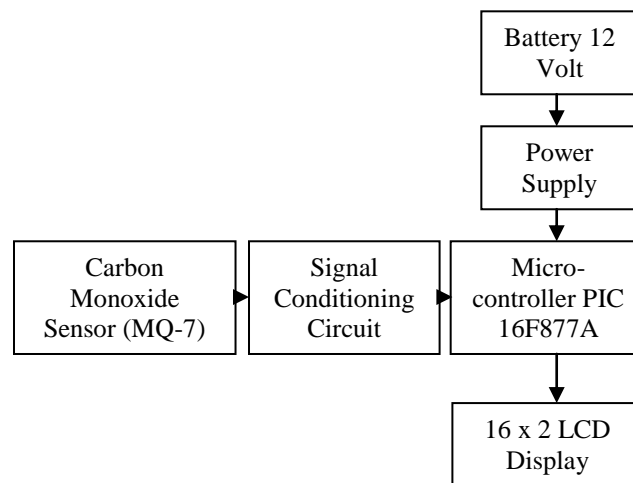 Battery 12
Volt
Power
Supply
Carbon
Monoxide
Sensor (MQ-7)
Signal
Conditioning
Circuit
Micro-
controller PIC
16F877A
16 x 2 LCD
Display